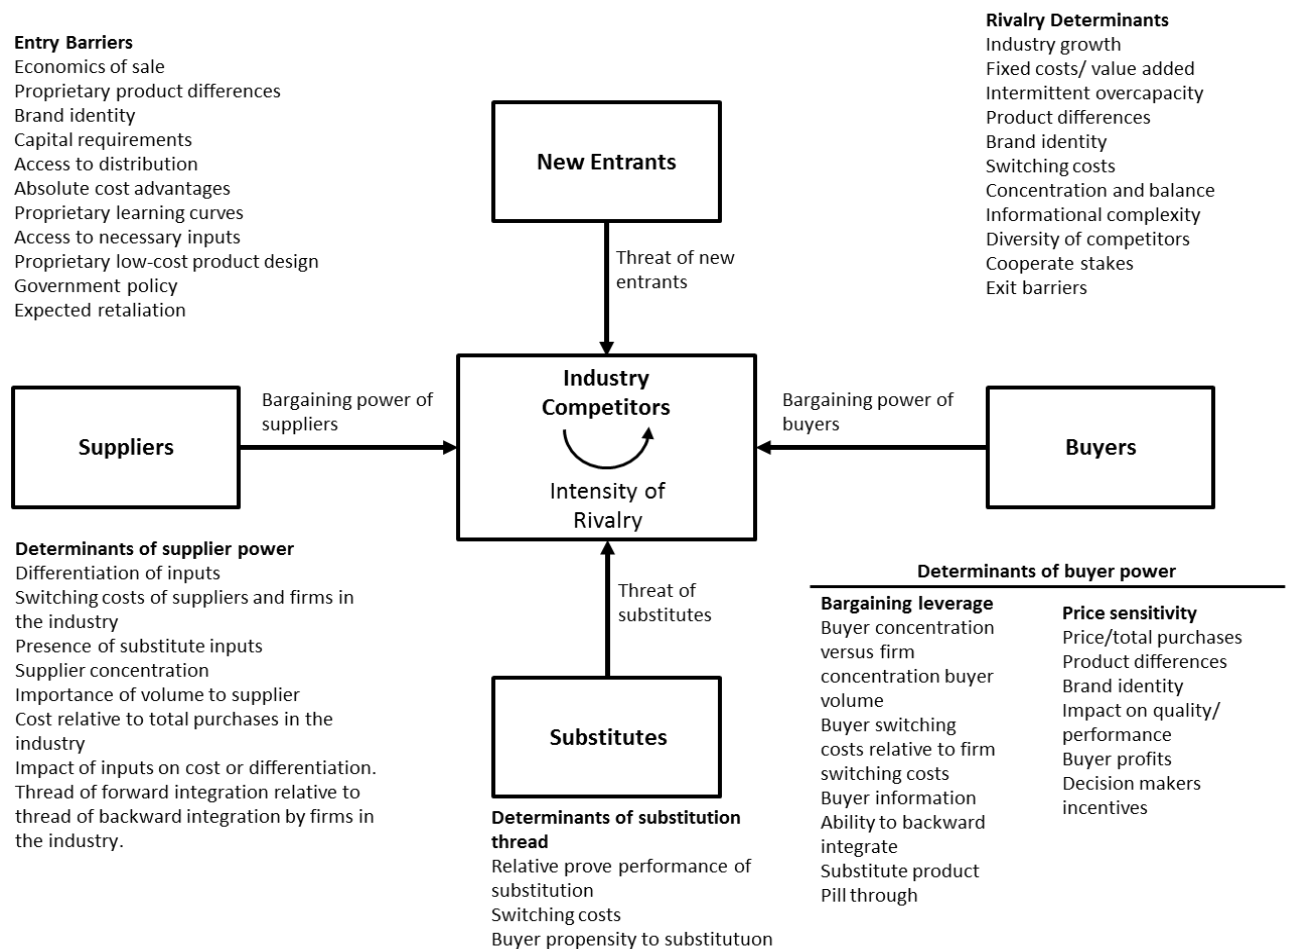 Entry Barriers
Economics of sale
Proprietary product differences
Brand identity
Capital requirements
Access to distribution
Absolute cost advantages
Proprietary learning curves
Access to necessary inputs
Proprietary low-cost product design
Government policy
Expected retaliation
New Entrants
Rivalry Determinants
Industry growth
Fixed costs/ value added
Intermittent overcapacity
Product differences
Brand identity
Switching costs
Concentration and balance
Informational complexity
Diversity of competitors
Cooperate stakes
Exit barriers
Threat of new
entrants
Suppliers
Bargaining power of
suppliers
Industry
Competitors
Intensity of
Rivalry
Bargaining power of
buyers
Buyers
Determinants of supplier power
Differentiation of inputs
Switching costs of suppliers and firms in
the industry
Presence of substitute inputs
Supplier concentration
Importance of volume to supplier
Cost relative to total purchases in the
industry
Impact of inputs on cost or differentiation.
Thread of forward integration relative to
thread of backward integration by firms in
the industry.
Threat of
substitutes
Substitutes
Determinants of substitution
thread
Relative prove performance of
substitution
Switching costs
Buyer propensity to substitutuon
Determinants of buyer power
Bargaining leverage
Buyer concentration
versus firm
concentration buyer
volume
Buyer switching
costs relative to firm
switching costs
Buyer information
Ability to backward
integrate
Substitute product
Pill through
Price sensitivity
Price/total purchases
Product differences
Brand identity
Impact on quality/
performance
Buyer profits
Decision makers
incentives